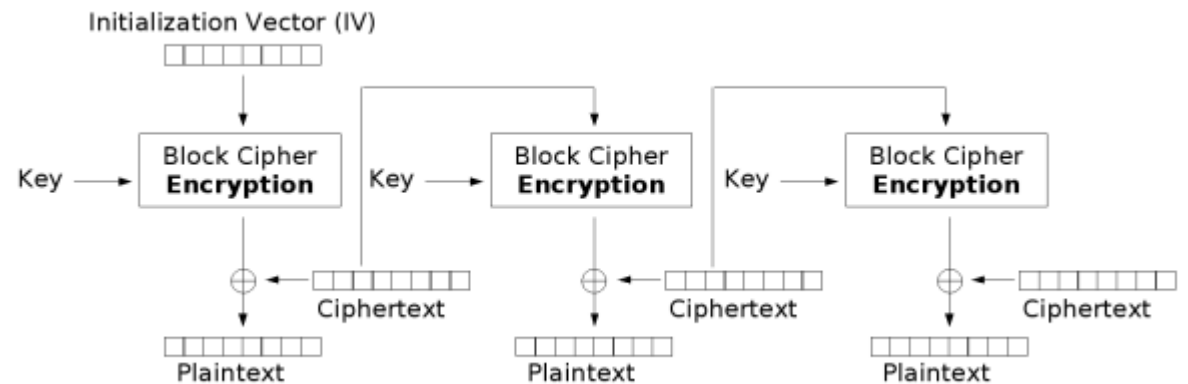 Initialization Vector (IV)
Key
Block Cipher
Encryption
Key
Block Cipher
Encryption
Key
Block Cipher
Encryption
Ciphertext
Ciphertext
Ciphertext
Plaintext
Plaintext
Plaintext